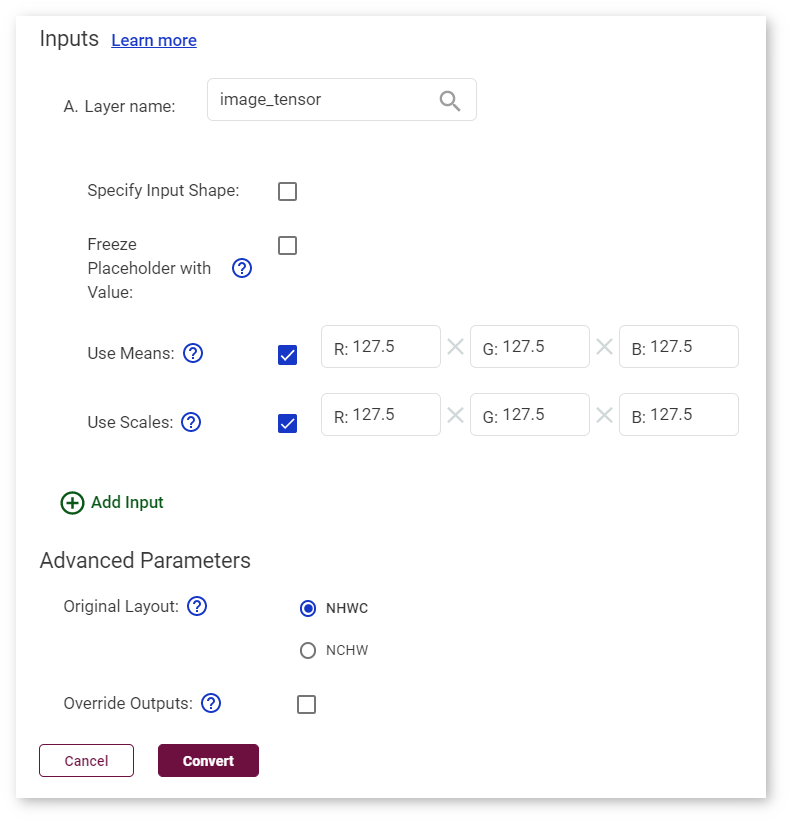 Inputs Learn more
A. Layer name: image_tensor
Specify Input Shape:
Freeze
Placeholder with
Value:
Use Means: R: 127.5 G: 127.5 B: 127.5
Use Scales: R: 127.5 G: 127.5 B: 127.5
Add Input
Advanced Parameters
Original Layout: NHWC
NCHW
Override Outputs:
Cancel Convert